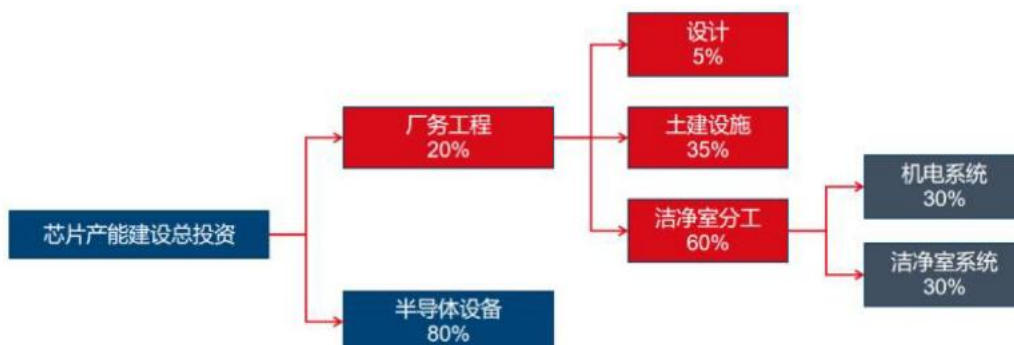 设计
5%
厂务工程
20%
土建设施
35%
机电系统
30%
芯片产能建设总投资
洁净室分工
60%
洁净室系统
30%
半导体设备
80%